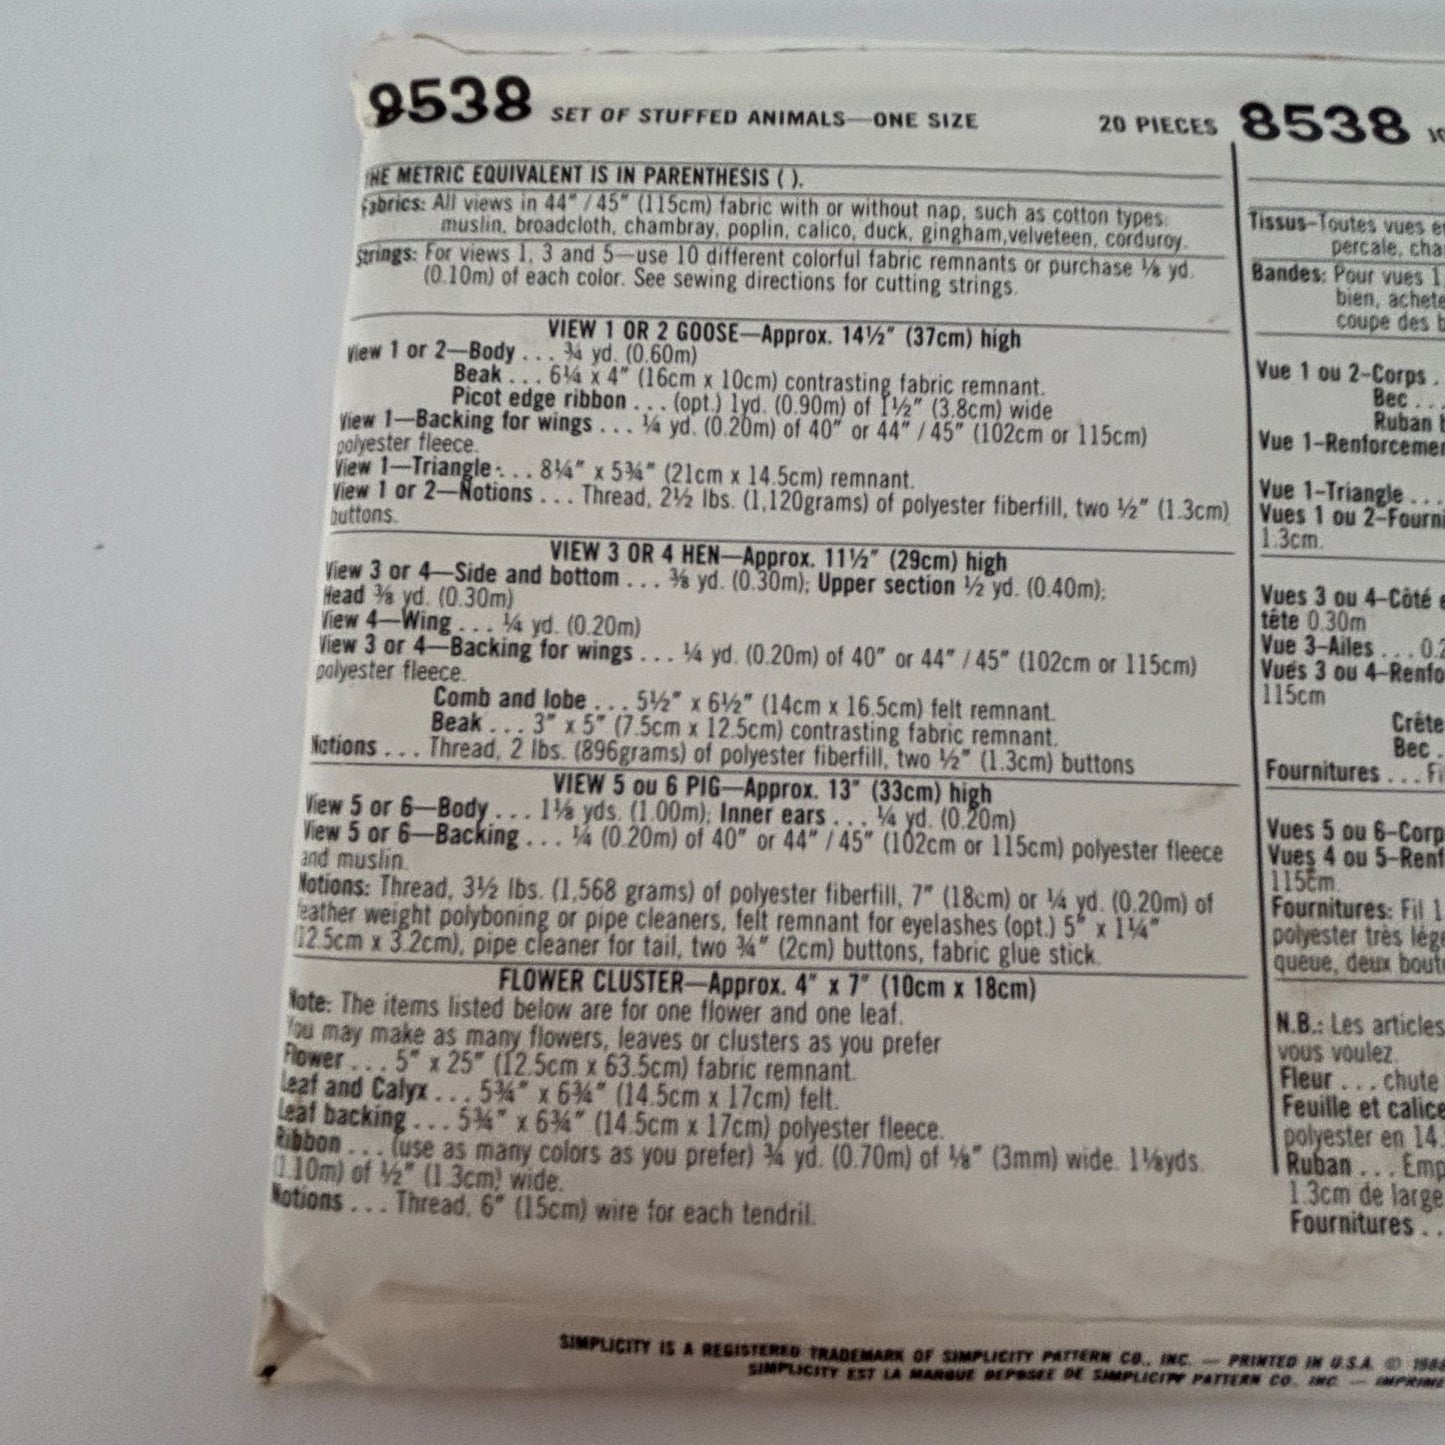 8538 SET OF STUFFED ANIMALS—ONE SIZE 20 PIECES
THE METRIC EQUIVALENT IS IN PARENTHESIS ( ).
Fabrics: All views in 44" / 45" (115cm) fabric with or without nap, such as cotton types:
muslin, broadcloth, chambray, poplin, calico, duck, gingham,velveteen, corduroy.
Strings: For views 1, 3 and 5—use 10 different colorful fabric remnants or purchase ⅛ yd.
(0.10m) of each color. See sewing directions for cutting strings.
VIEW 1 OR 2 GOOSE—Approx. 14½" (37cm) high
View 1 or 2—Body . . . ¾ yd. (0.60m)
Beak . . . 6¼ x 4" (16cm x 10cm) contrasting fabric remnant.
Picot edge ribbon . . . (opt.) 1yd. (0.90m) of 1½" (3.8cm) wide
View 1—Backing for wings . . . ¼ yd. (0.20m) of 40" or 44" / 45" (102cm or 115cm)
polyester fleece.
View 1—Triangle . . . 8¼" x 5¾" (21cm x 14.5cm) remnant.
View 1 or 2—Notions . . . Thread, 2½ lbs. (1,120grams) of polyester fiberfill, two ½" (1.3cm)
buttons.
VIEW 3 OR 4 HEN—Approx. 11½" (29cm) high
View 3 or 4—Side and bottom . . . ⅜ yd. (0.30m); Upper section ½ yd. (0.40m);
Head ⅜ yd. (0.30m)
View 4—Wing . . . ¼ yd. (0.20m)
View 3 or 4—Backing for wings . . . ¼ yd. (0.20m) of 40" or 44" / 45" (102cm or 115cm)
polyester fleece.
Comb and lobe . . . 5½" x 6½" (14cm x 16.5cm) felt remnant.
Beak . . . 3" x 5" (7.5cm x 12.5cm) contrasting fabric remnant.
Notions . . . Thread, 2 lbs. (896grams) of polyester fiberfill, two ½" (1.3cm) buttons
VIEW 5 ou 6 PIG—Approx. 13" (33cm) high
View 5 or 6—Body . . . 1⅛ yds. (1.00m); Inner ears . . . ¼ yd. (0.20m)
View 5 or 6—Backing . . . ¼ (0.20m) of 40" or 44" / 45" (102cm or 115cm) polyester fleece
and muslin.
Notions: Thread, 3½ lbs. (1,568 grams) of polyester fiberfill, 7" (18cm) or ¼ yd. (0.20m) of
feather weight polyboning or pipe cleaners, felt remnant for eyelashes (opt.) 5" x 1¼"
(12.5cm x 3.2cm), pipe cleaner for tail, two ¾" (2cm) buttons, fabric glue stick.
FLOWER CLUSTER—Approx. 4" x 7" (10cm x 18cm)
Note: The items listed below are for one flower and one leaf.
You may make as many flowers, leaves or clusters as you prefer
Flower . . . 5" x 25" (12.5cm x 63.5cm) fabric remnant.
Leaf and Calyx . . . 5¾" x 6¾" (14.5cm x 17cm) felt.
Leaf backing . . . 5¾" x 6¾" (14.5cm x 17cm) polyester fleece.
Ribbon . . . (use as many colors as you prefer) ¾ yd. (0.70m) of ⅛" (3mm) wide. 1⅛yds.
(1.10m) of ½" (1.3cm) wide.
Notions . . . Thread, 6" (15cm) wire for each tendril.
8538
Tissus–Toutes vues
percale,
Bandes: Pour vues 1,
bien,
coupe des
Vue 1 ou 2–Corps .
Bec . . .
Ruban
Vue 1–
Vue 1–Triangle . . .
Vues 1 ou 2–
1.3cm.
Vues 3 ou 4–Côté
tête 0.30m
Vue 3–Ailes . . .
Vues 3 ou 4–
115cm
Crête
Bec .
Fournitures . . .
Vues 5 ou 6–
Vues 4 ou 5–
115cm.
Fournitures: Fil
polyester très
queue, deux
N.B.: Les articles
vous voulez.
Fleur . . . chute
Feuille et calice
polyester en
Ruban . . .
1.3cm de large
Fournitures . .
SIMPLICITY IS A REGISTERED TRADEMARK OF SIMPLICITY PATTERN CO., INC. — PRINTED IN U.S.A. ©
SIMPLICITY EST LA MARQUE DEPOSEE DE SIMPLICITY PATTERN CO., INC. —